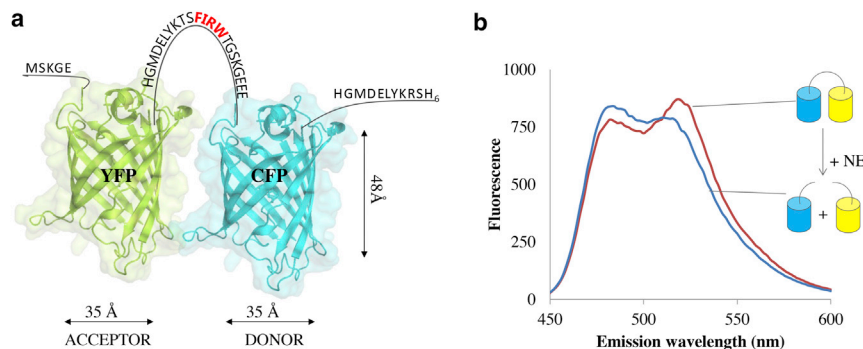 a
MSKGE
HGMDELYKTSFIRWTGSKGEEE
HGMDELYKRSH6
YFP
CFP
48Å
35 Å
35 Å
ACCEPTOR
DONOR
b
1000
750
500
250
0
Fluorescence
450
500
550
600
Emission wavelength (nm)
+ NE
+